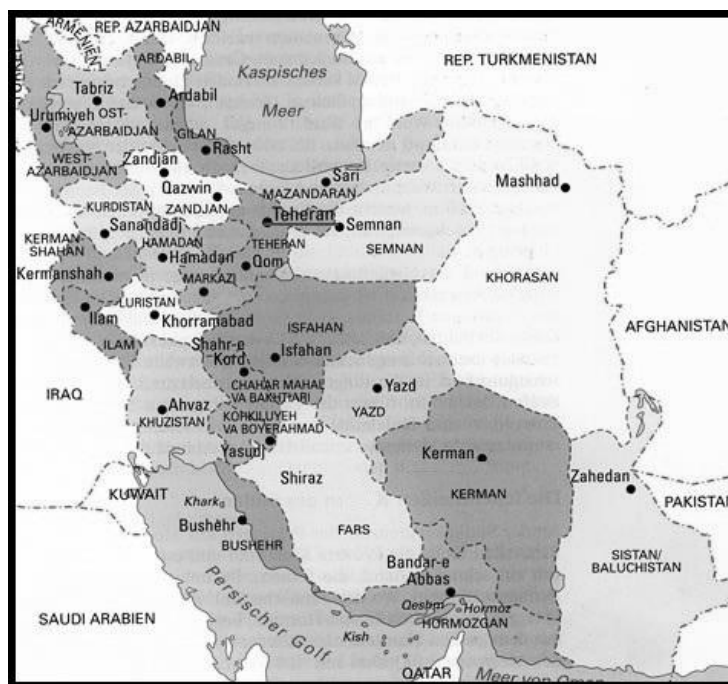 ARMENIEN
REP. AZARBAIDJAN
REP. TURKMENISTAN
ARDABIL
Kaspisches
Meer
Tabriz
Ardabil
Urumiyeh
OST-
AZARBAIDJAN
GILAN
Rasht
WEST-
AZARBAIDJAN
Zandjan
Qazwin
ZANDJAN
Sari
MAZANDARAN
Mashhad
KURDISTAN
Teheran
Semnan
Sanandadj
HAMADAN
Hamadan
TEHERAN
SEMNAN
KERMAN-
SHAHAN
Qom
KHORASAN
Kermanshah
MARKAZI
LURISTAN
Ilam
Khorramabad
ISFAHAN
AFGHANISTAN
ILAM
Shahr-e
Kord
Isfahan
CHAHAR MAHAL
VA BAKHTIARI
Yazd
IRAQ
Ahvaz
KHUZISTAN
KOHKILUYEH
VA BOYERAHMAD
YAZD
Yasudj
Kerman
Zahedan
Shiraz
KERMAN
KUWAIT
Khark
PAKISTAN
Bushehr
FARS
BUSHEHR
Bandar-e
Abbas
SISTAN/
BALUCHISTAN
SAUDI ARABIEN
Persischer Golf
Qeshm
Hormoz
HORMOZGAN
Kish
QATAR
Meer von Oman